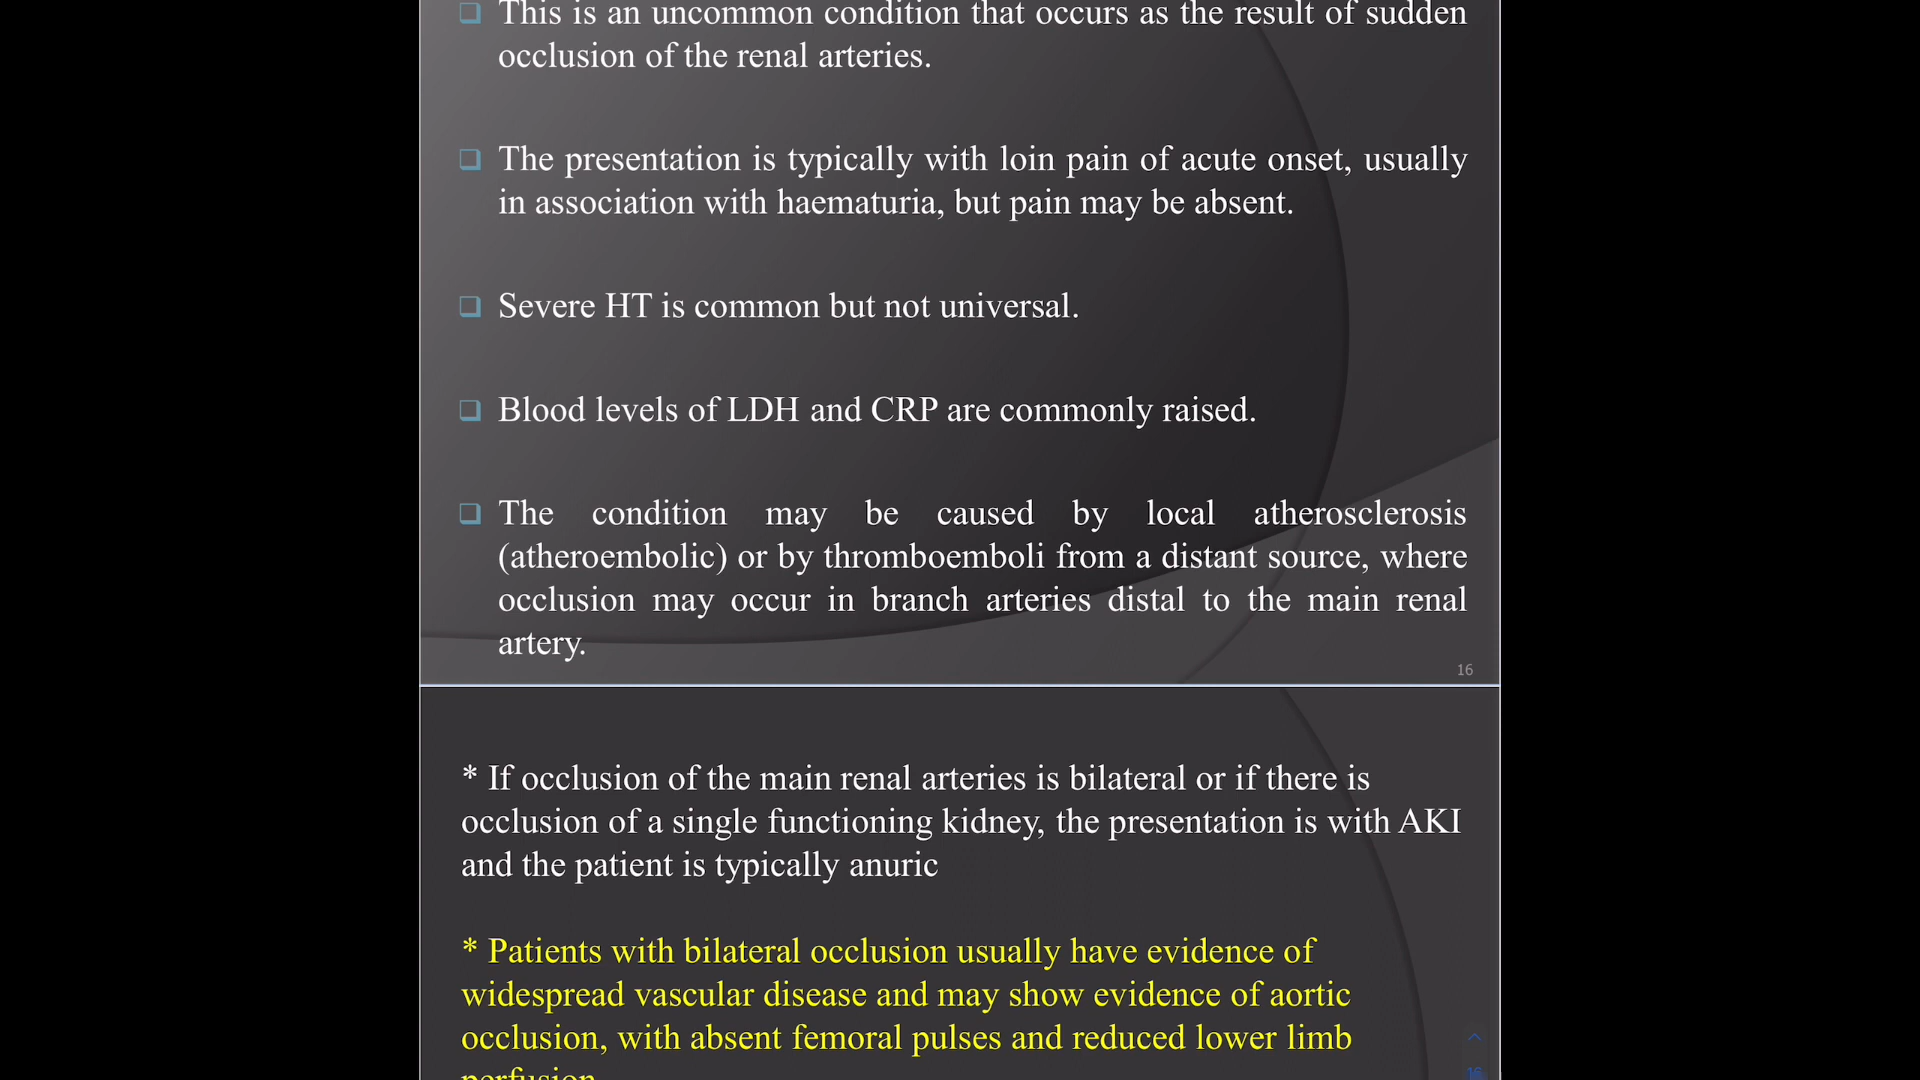 This is an uncommon condition that occurs as the result of sudden
occlusion of the renal arteries.
The presentation is typically with loin pain of acute onset, usually
in association with haematuria, but pain may be absent.
Severe HT is common but not universal.
Blood levels of LDH and CRP are commonly raised.
The condition may be caused by local atherosclerosis
(atheroembolic) or by thromboemboli from a distant source, where
occlusion may occur in branch arteries distal to the main renal
artery.
16
* If occlusion of the main renal arteries is bilateral or if there is
occlusion of a single functioning kidney, the presentation is with AKI
and the patient is typically anuric
* Patients with bilateral occlusion usually have evidence of
widespread vascular disease and may show evidence of aortic
occlusion, with absent femoral pulses and reduced lower limb
perfusion
16